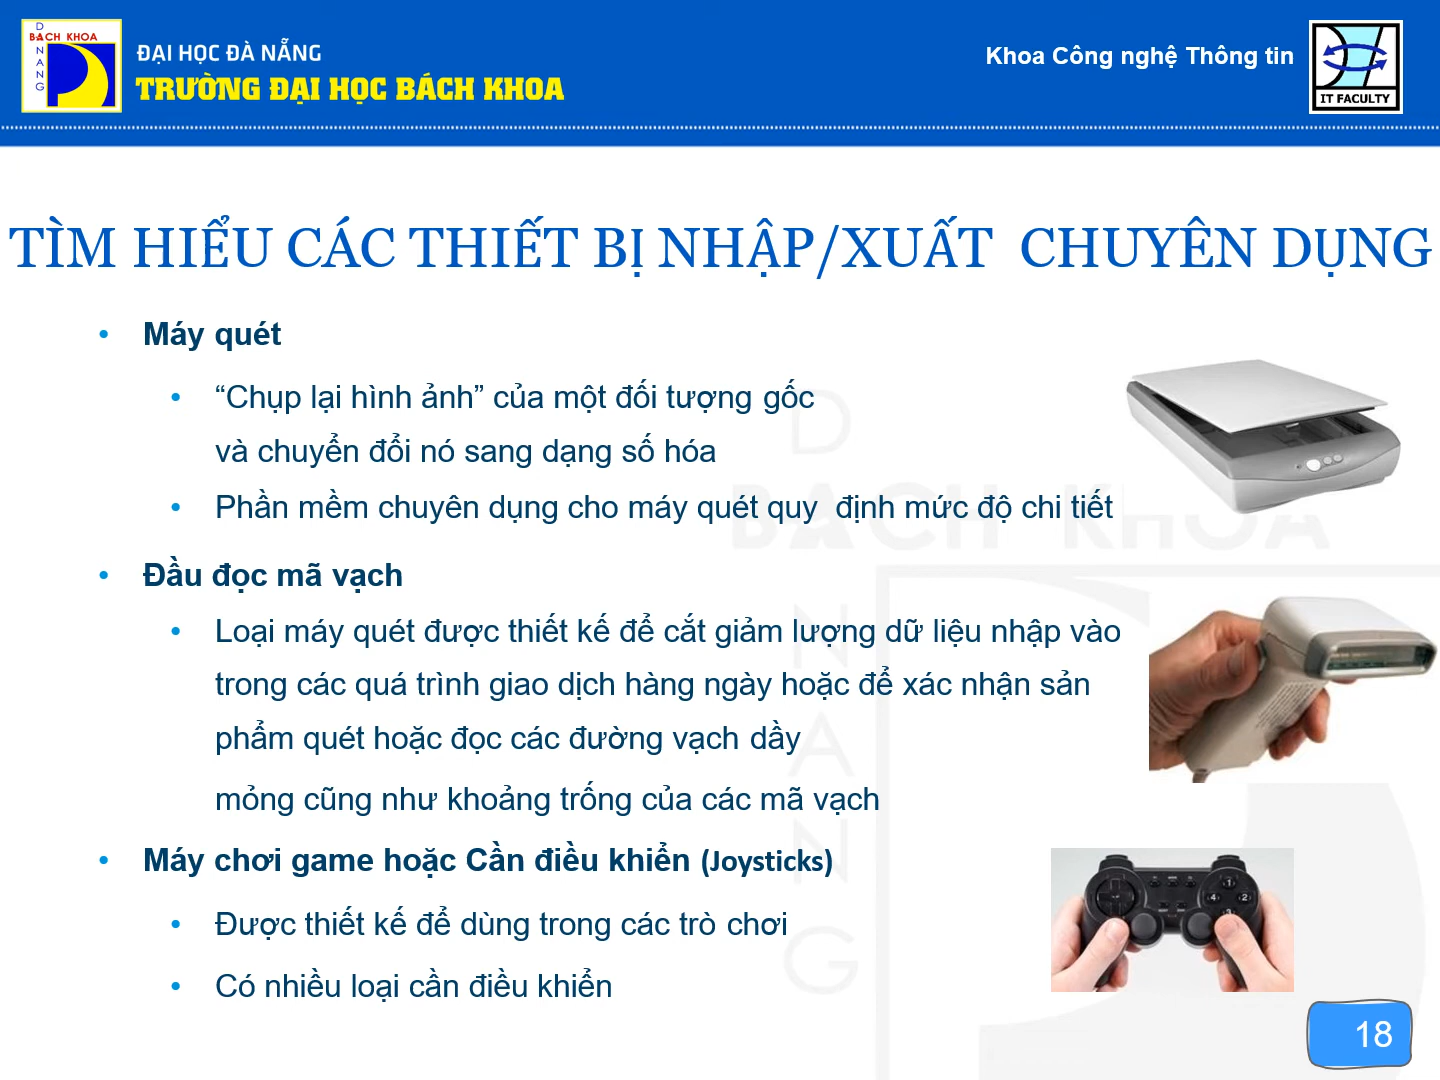 D
BACH KHOA
N
A
N
G
ĐẠI HỌC ĐÀ NẴNG
TRƯỜNG ĐẠI HỌC BÁCH KHOA
Khoa Công nghệ Thông tin
IT FACULTY
TÌM HIỂU CÁC THIẾT BỊ NHẬP/XUẤT CHUYÊN DỤNG
• Máy quét
• “Chụp lại hình ảnh” của một đối tượng gốc
và chuyển đổi nó sang dạng số hóa
• Phần mềm chuyên dụng cho máy quét quy định mức độ chi tiết
• Đầu đọc mã vạch
• Loại máy quét được thiết kế để cắt giảm lượng dữ liệu nhập vào
trong các quá trình giao dịch hàng ngày hoặc để xác nhận sản
phẩm quét hoặc đọc các đường vạch dầy
mỏng cũng như khoảng trống của các mã vạch
• Máy chơi game hoặc Cần điều khiển (Joysticks)
• Được thiết kế để dùng trong các trò chơi
• Có nhiều loại cần điều khiển
18